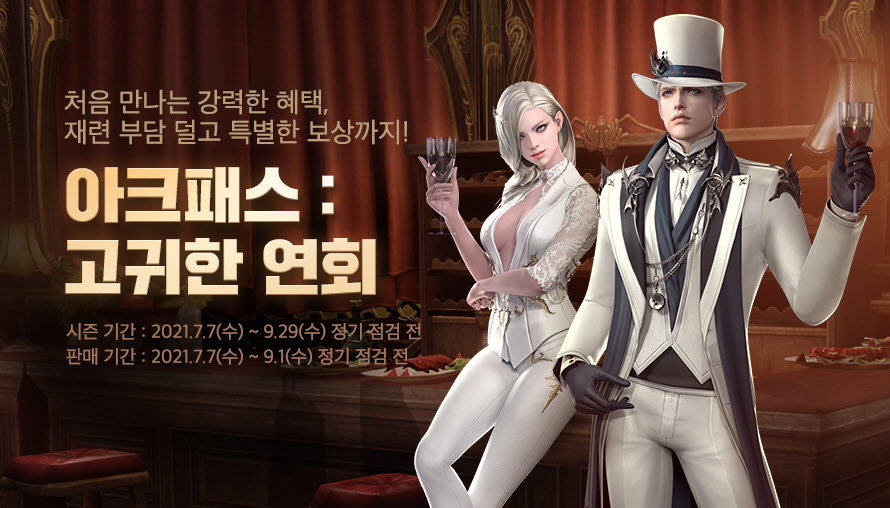 처음 만나는 강력한 혜택,
재련 부담 덜고 특별한 보상까지!
아크패스 :
고귀한 연회
시즌 기간 : 2021.7.7(수) ~ 9.29(수) 정기 점검 전
판매 기간 : 2021.7.7(수) ~ 9.1(수) 정기 점검 전